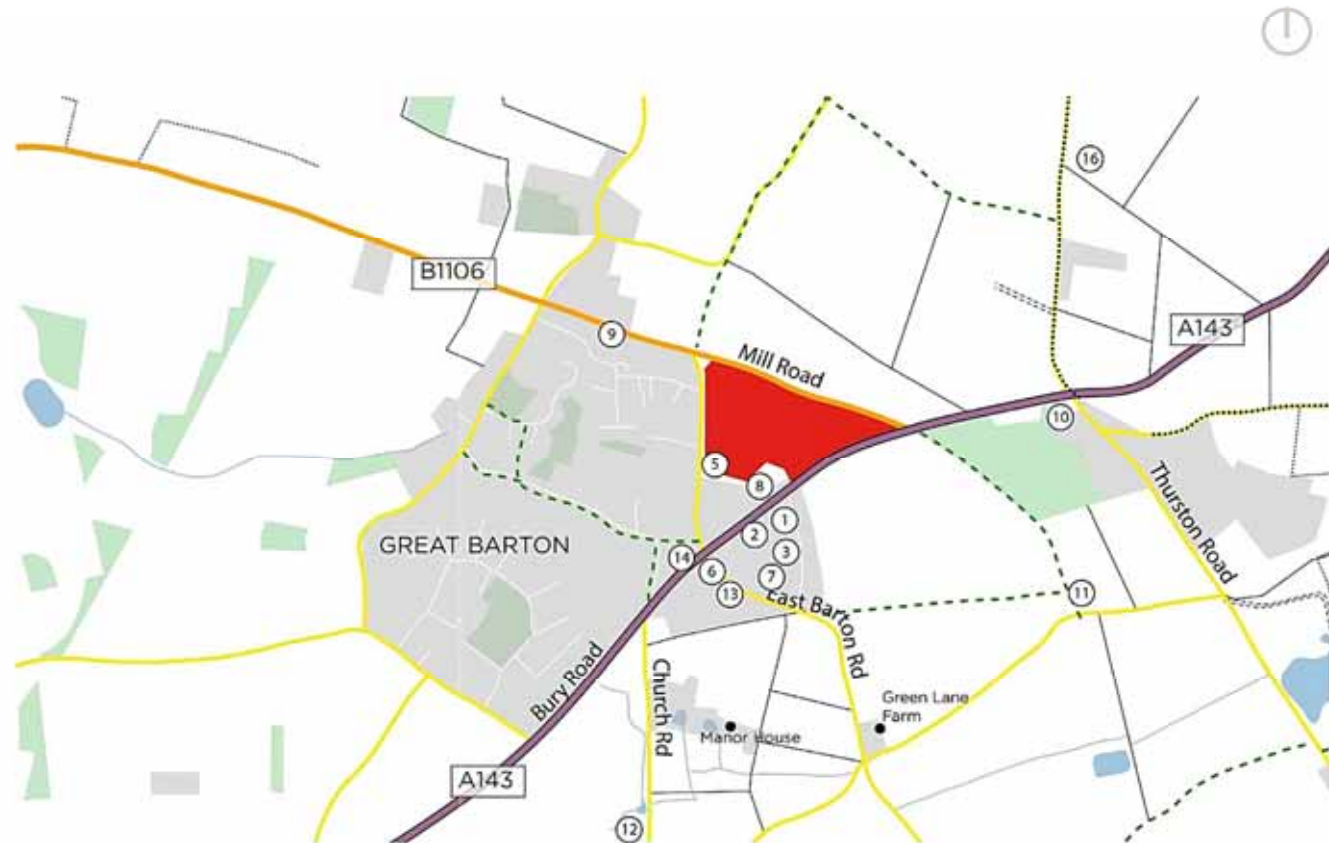 16
B1106
A143
9
Mill Road
10
5
8
Thurston Road
1
2
GREAT BARTON
14
3
6
7
13
East Barton Rd
11
Bury Road
Church Rd
Green Lane
Farm
Manor House
A143
12